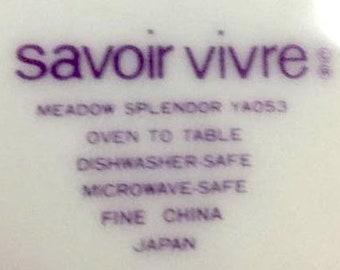 savoir vivre
MEADOW SPLENDOR YA053
OVEN TO TABLE
DISHWASHER-SAFE
MICROWAVE-SAFE
FINE CHINA
JAPAN